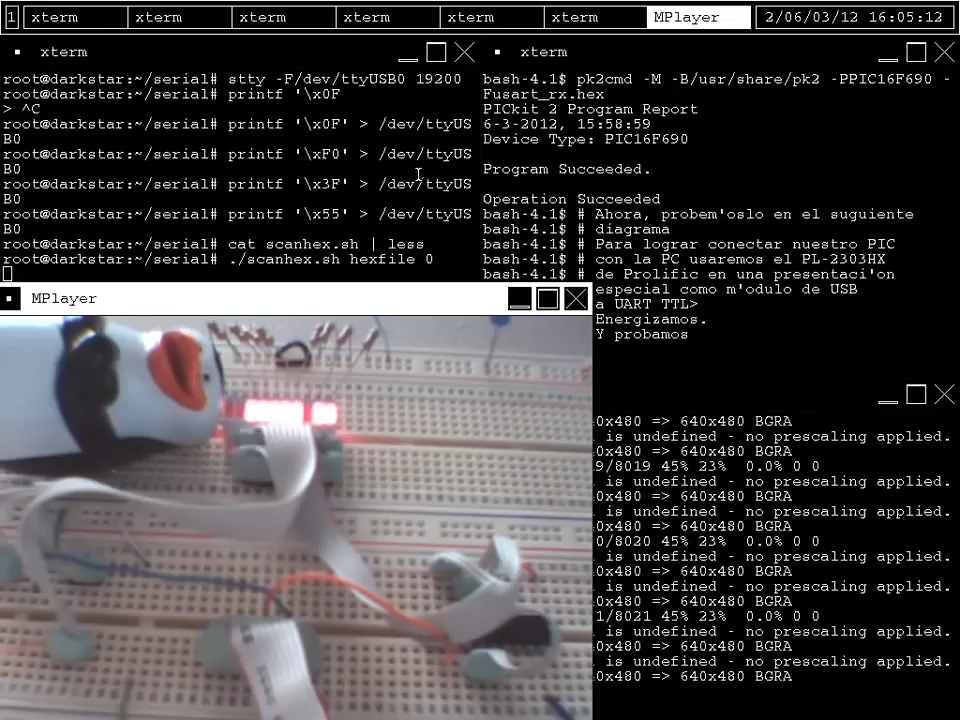 1 xterm xterm xterm xterm xterm xterm MPlayer 2/06/03/12 16:05:12
xterm
root@darkstar:~/serial# stty -F/dev/ttyUSB0 19200
root@darkstar:~/serial# printf '\x0F
> ^C
root@darkstar:~/serial# printf '\x0F' > /dev/ttyUS
B0
root@darkstar:~/serial# printf '\xF0' > /dev/ttyUS
B0
root@darkstar:~/serial# printf '\x3F' > /dev/ttyUS
B0
root@darkstar:~/serial# printf '\x55' > /dev/ttyUS
B0
root@darkstar:~/serial# cat scanhex.sh | less
root@darkstar:~/serial# ./scanhex.sh hexfile 0
xterm
bash-4.1$ pk2cmd -M -B/usr/share/pk2 -PPIC16F690 -
Fusart_rx.hex
PICkit 2 Program Report
6-3-2012, 15:58:59
Device Type: PIC16F690
Program Succeeded.
Operation Succeeded
bash-4.1$ # Ahora, probem'oslo en el suguiente
bash-4.1$ # diagrama
bash-4.1$ # Para lograr conectar nuestro PIC
bash-4.1$ # con la PC usaremos el PL-2303HX
bash-4.1$ # de Prolific en una presentaci'on
especial como m'odulo de USB
a UART TTL>
Energizamos.
Y probamos
MPlayer
0x480 => 640x480 BGRA
. is undefined - no prescaling applied.
0x480 => 640x480 BGRA
9/8019 45% 23% 0.0% 0 0
. is undefined - no prescaling applied.
0x480 => 640x480 BGRA
. is undefined - no prescaling applied.
0x480 => 640x480 BGRA
0/8020 45% 23% 0.0% 0 0
. is undefined - no prescaling applied.
0x480 => 640x480 BGRA
. is undefined - no prescaling applied.
0x480 => 640x480 BGRA
1/8021 45% 23% 0.0% 0 0
. is undefined - no prescaling applied.
0x480 => 640x480 BGRA
. is undefined - no prescaling applied.
0x480 => 640x480 BGRA